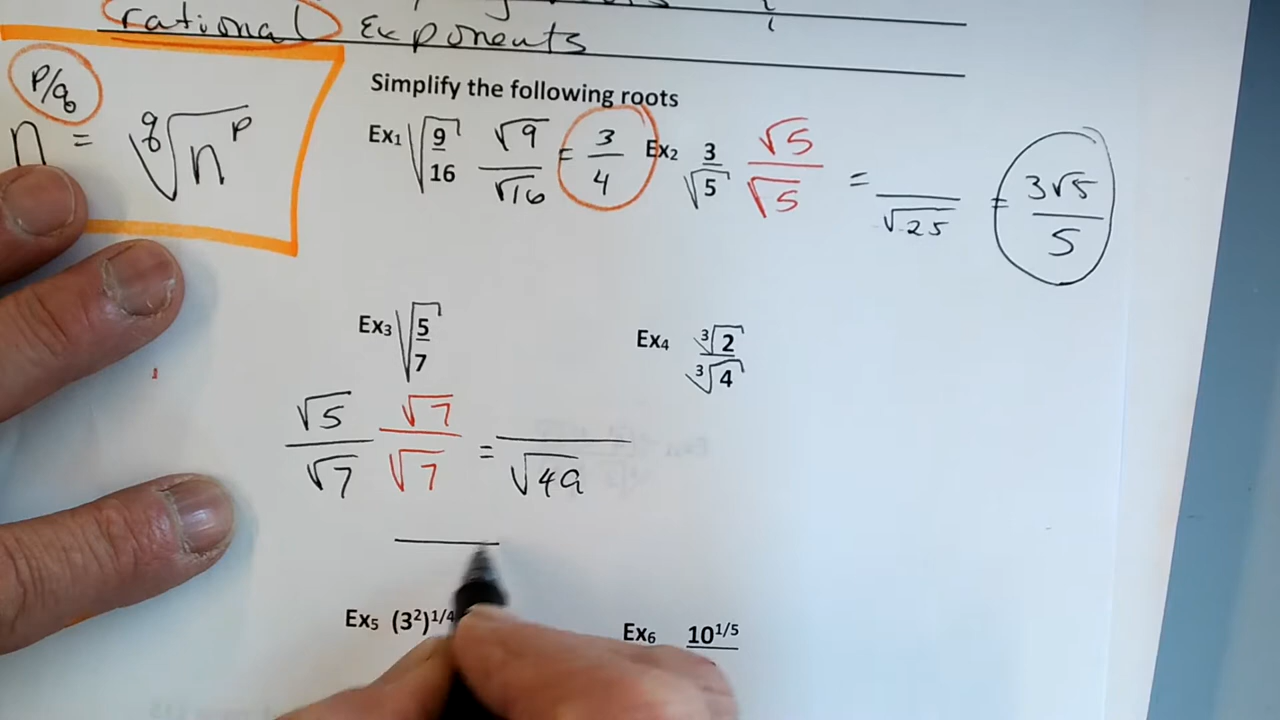 rational Exponents
p/q
n = q√n^p
Simplify the following roots
Ex1 √9/16 √9/√16 = 3/4 Ex2 3/√5 √5/√5 = /√25 = 3√5/5
Ex3 √5/7 Ex4 ³√2/³√4
√5/√7 √7/√7 = /√49
Ex5 (3²)^1/4 Ex6 10^1/5